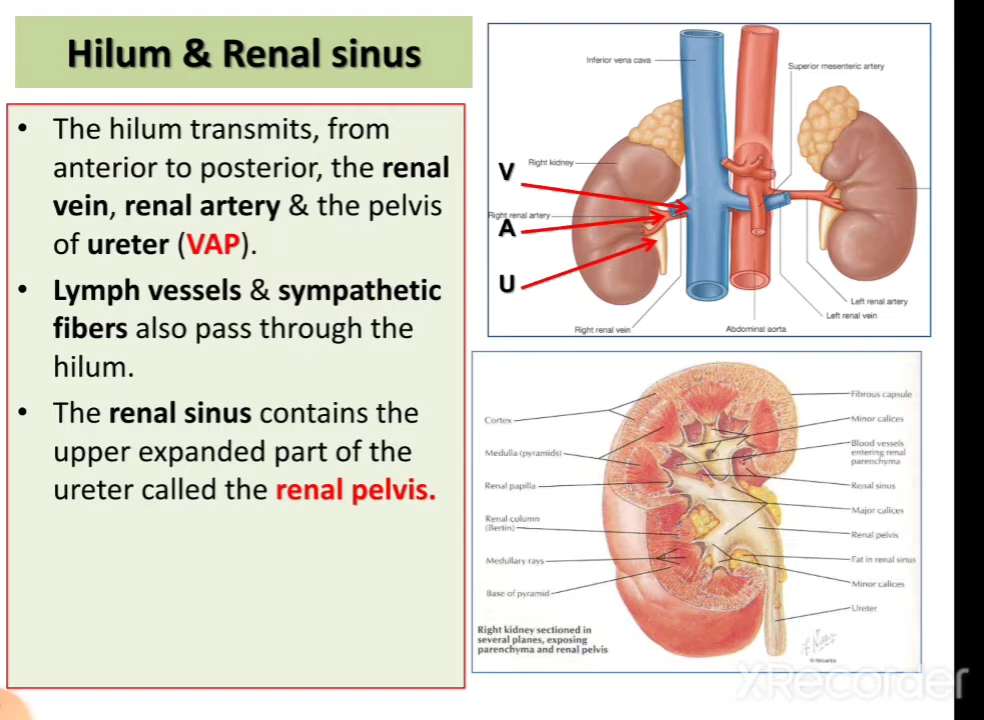 Hilum & Renal sinus
• The hilum transmits, from
anterior to posterior, the renal
vein, renal artery & the pelvis
of ureter (VAP).
• Lymph vessels & sympathetic
fibers also pass through the
hilum.
• The renal sinus contains the
upper expanded part of the
ureter called the renal pelvis.
Inferior vena cava
Superior mesenteric artery
V
Right kidney
Right renal artery
A
U
Left renal artery
Left renal vein
Right renal vein
Abdominal aorta
Cortex
Medulla (pyramids)
Renal papilla
Renal column
(Bertin)
Medullary rays
Base of pyramid
Fibrous capsule
Minor calices
Blood vessels
entering renal
parenchyma
Renal sinus
Major calices
Renal pelvis
Fat in renal sinus
Minor calices
Ureter
Right kidney sectioned in
several planes, exposing
parenchyma and renal pelvis
© Novartis
XRecorder